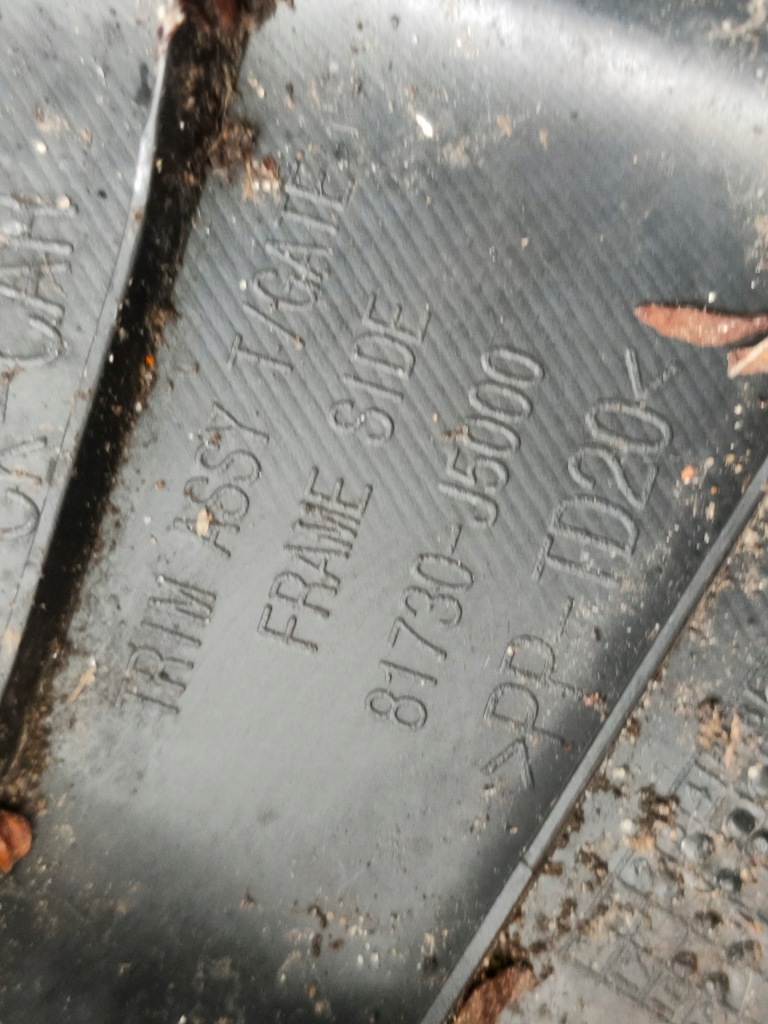 TRIM ASSY T/GATE
FRAME SIDE
81730-J5000
>PP-TD20<